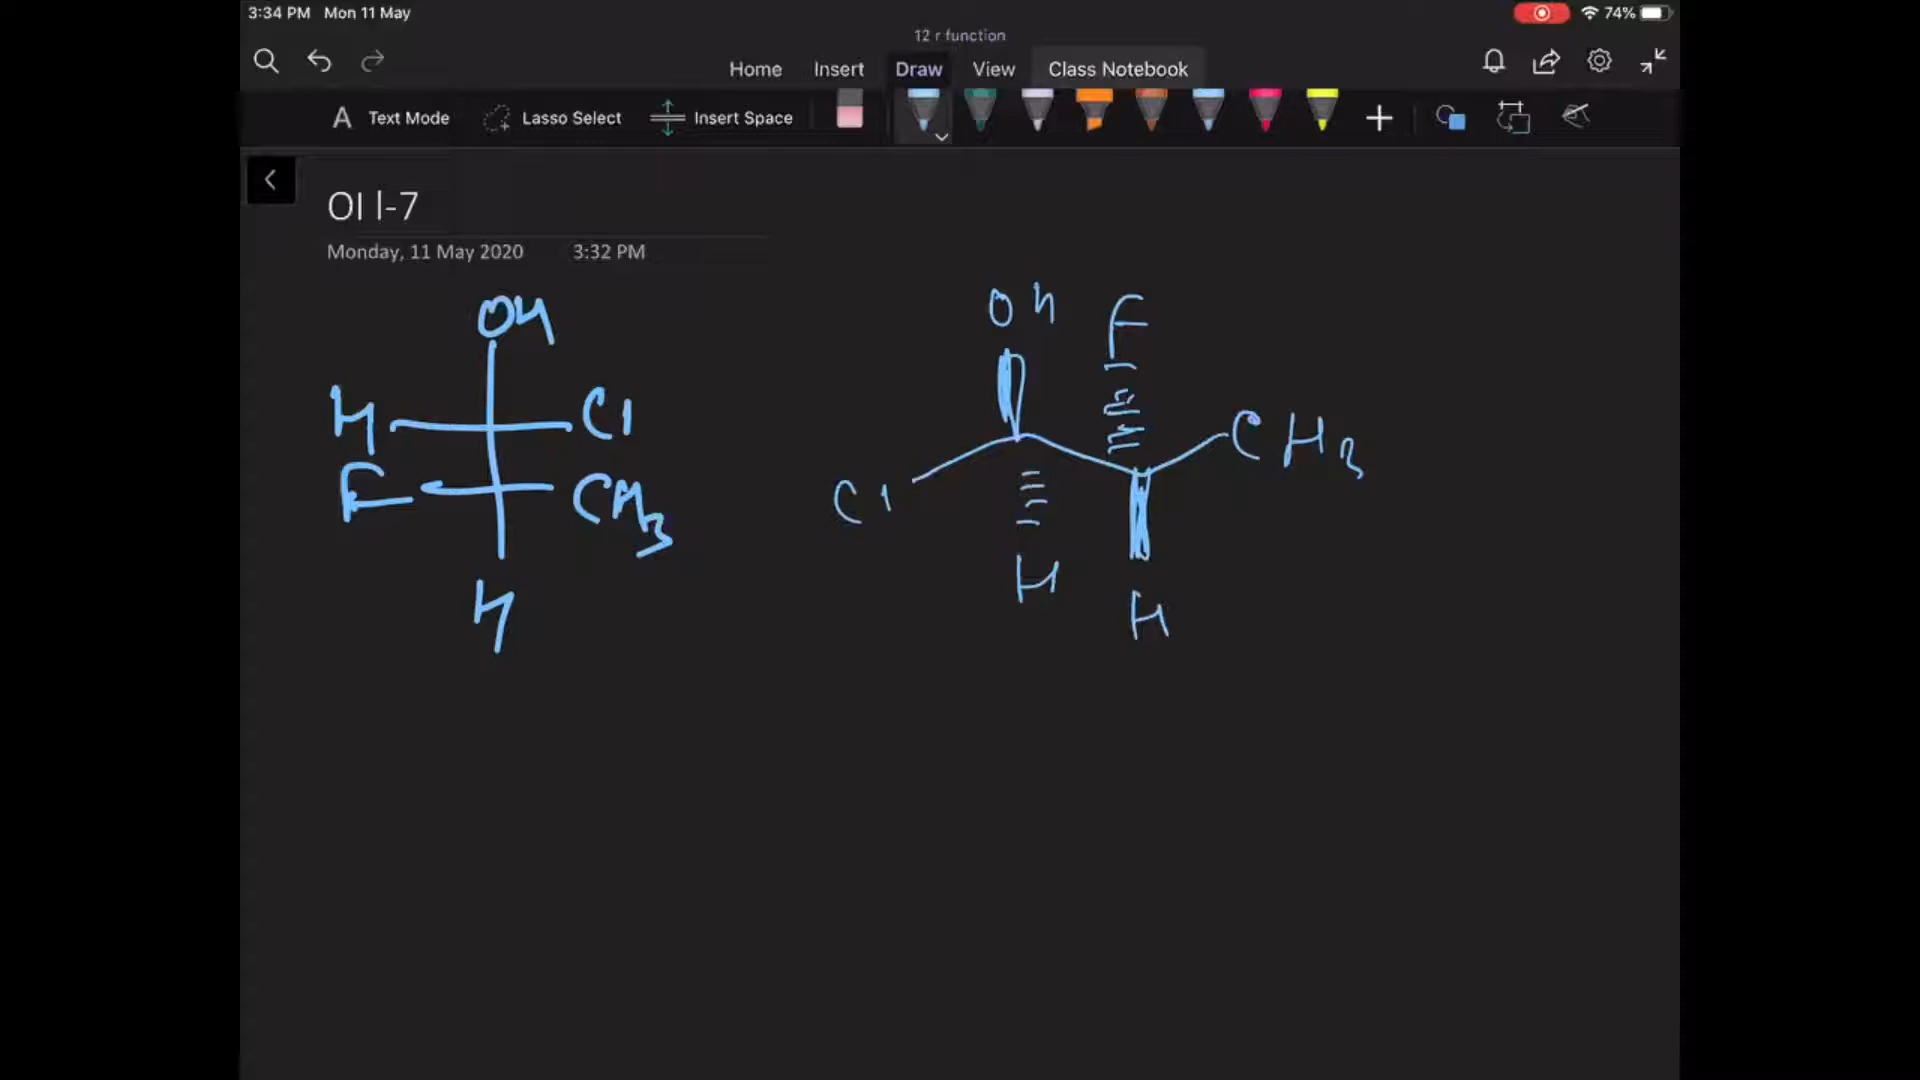 3:34 PM Mon 11 May 74%
12 r function
Home Insert Draw View Class Notebook
A Text Mode Lasso Select Insert Space
OI l-7
Monday, 11 May 2020 3:32 PM
OH
H Cl
F CH3
H
OH F
Cl CH3
H H